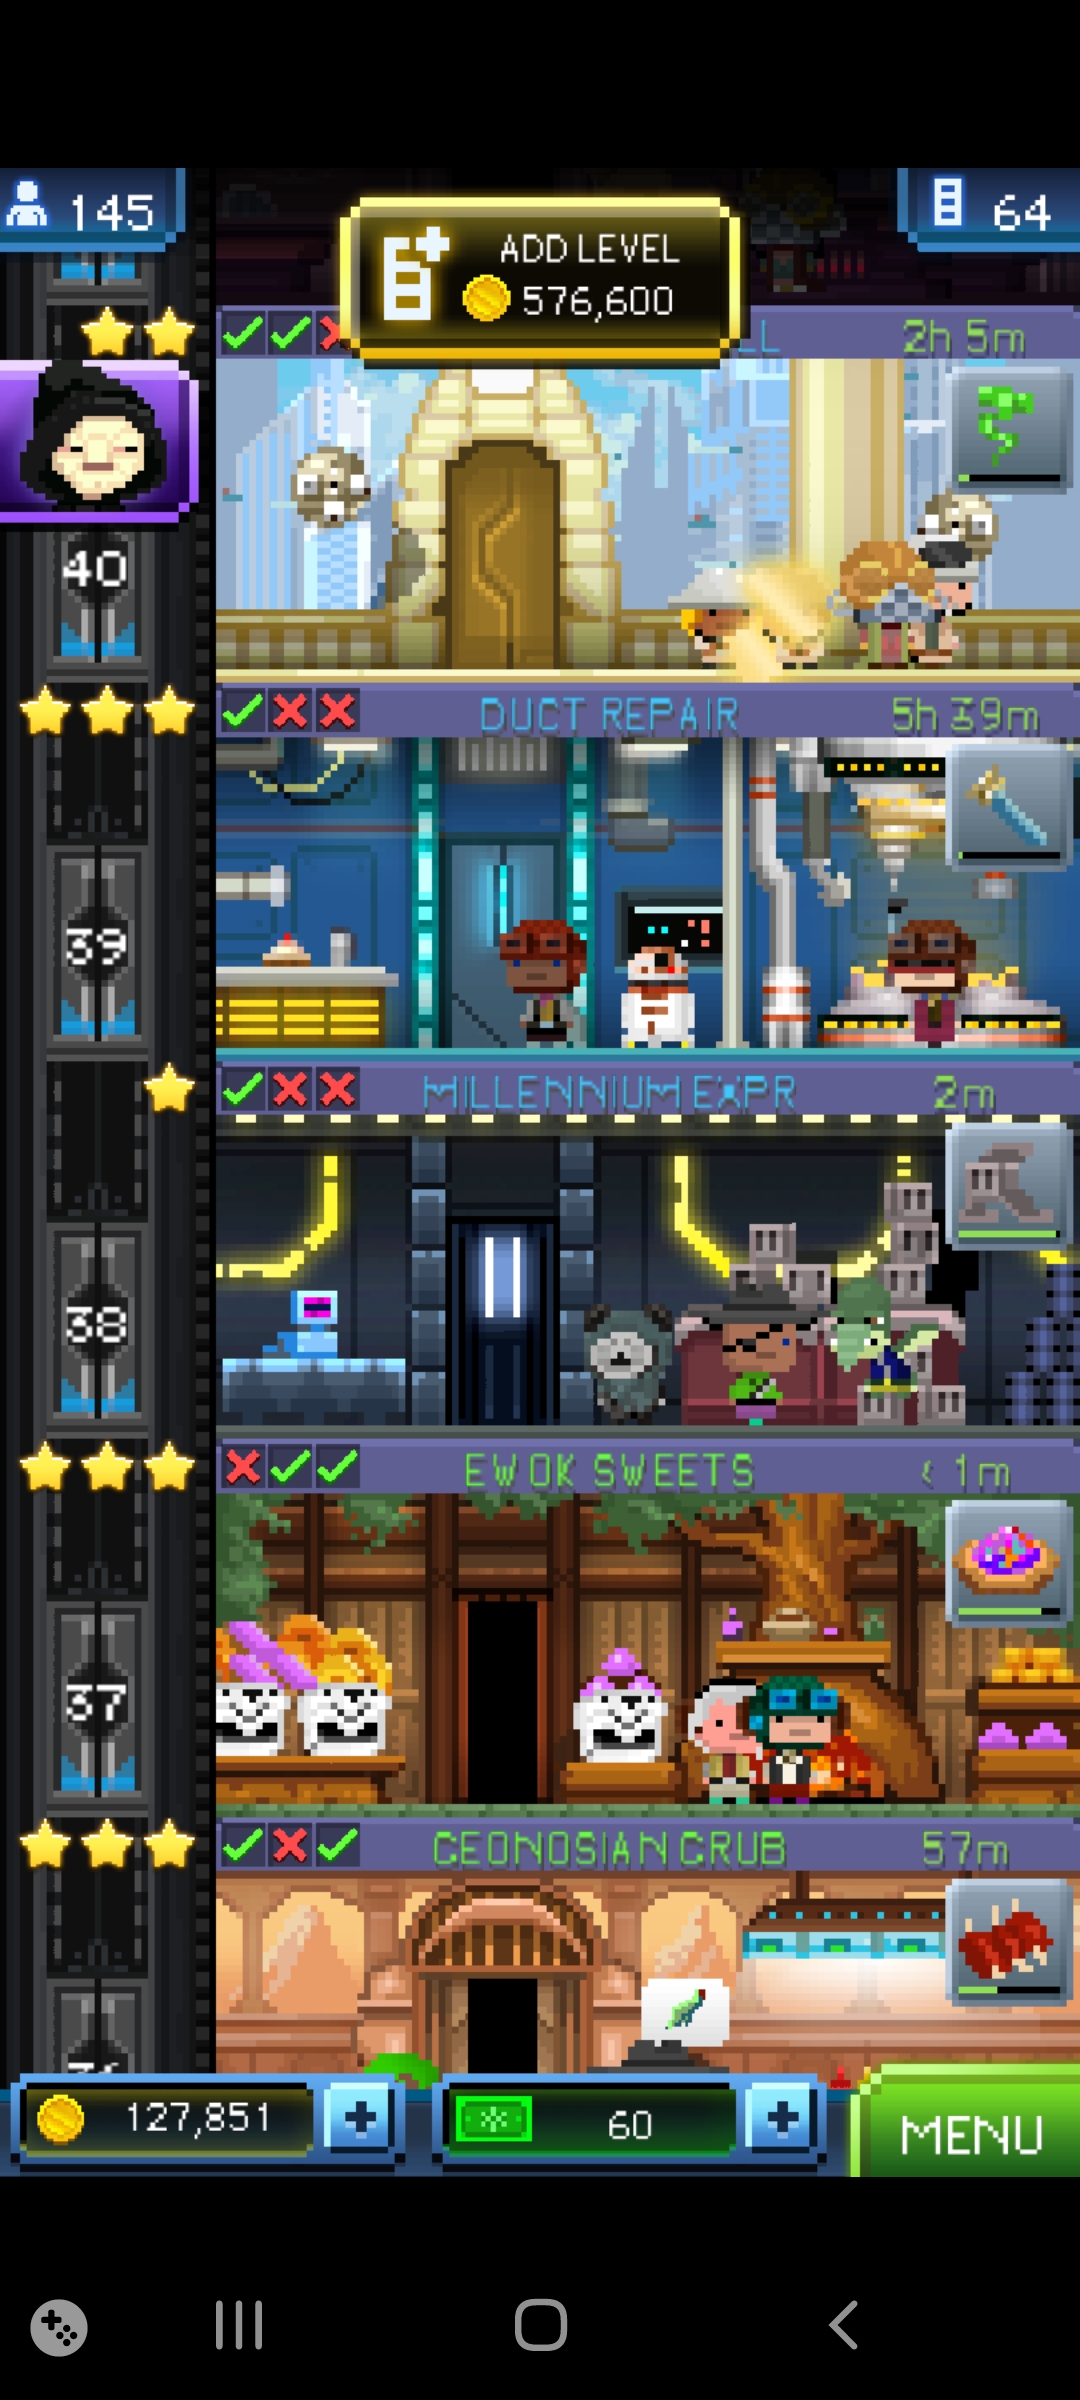 145
ADD LEVEL
576,600
64
LL
2h 5m
40
DUCT REPAIR
5h 39m
39
MILLENNIUM EXPR
2m
38
EWOK SWEETS
< 1m
37
GEONOSIAN GRUB
57m
127,851
60
MENU